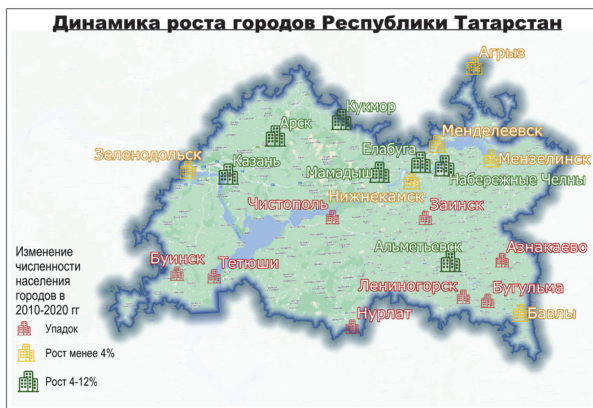 Динамика роста городов Республики Татарстан
Агрыз
Кукмор
Арск
Менделеевск
Зеленодольск
Елабуга
Мензелинск
Казань
Мамадыш
Набережные Челны
Нижнекамск
Чистополь
Заинск
Альметьевск
Азнакаево
Буинск
Тетюши
Лениногорск
Бугульма
Нурлат
Бавлы
Изменение
численности
населения
городов в
2010-2020 гг
Упадок
Рост менее 4%
Рост 4-12%